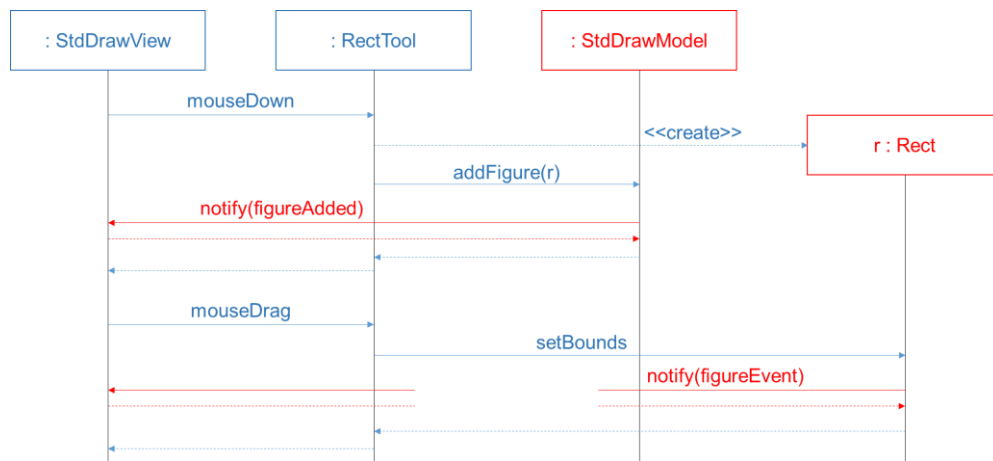 : StdDrawView
: RectTool
: StdDrawModel
mouseDown
<<create>>
r : Rect
addFigure(r)
notify(figureAdded)
mouseDrag
setBounds
notify(figureEvent)